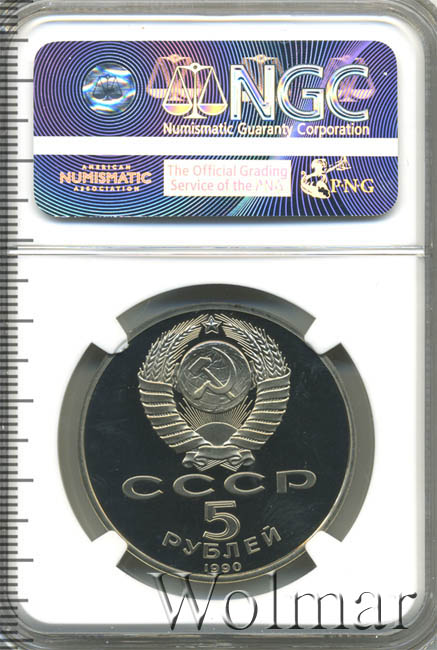 NGC
Numismatic Guaranty Corporation
AMERICAN
NUMISMATIC
ASSOCIATION
The Official Grading
Service of the ANA
PNG
СССР
5
РУБЛЕЙ
1990
Wolmar